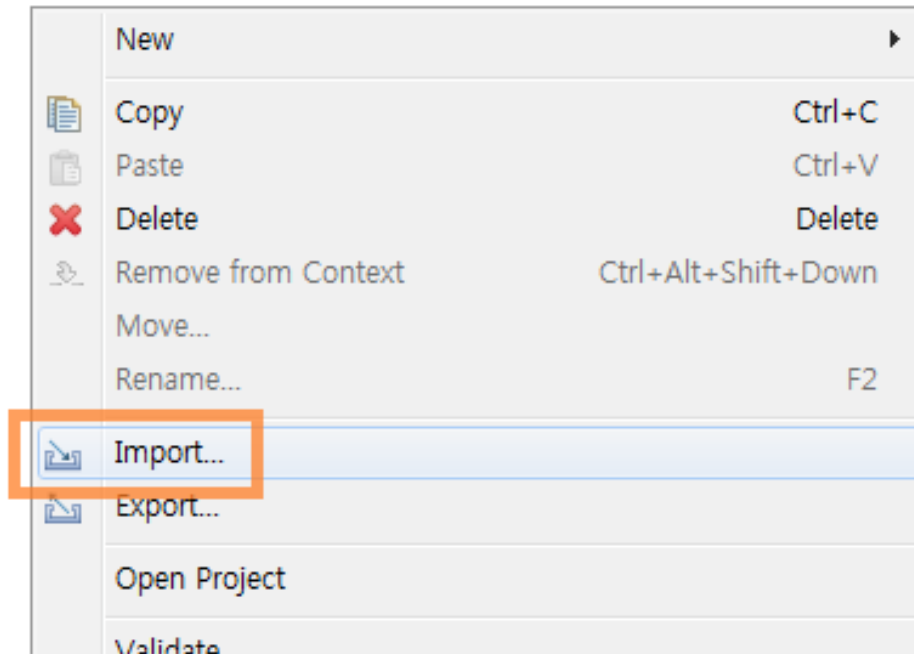 New
Copy Ctrl+C
Paste Ctrl+V
Delete Delete
Remove from Context Ctrl+Alt+Shift+Down
Move...
Rename... F2
Import...
Export...
Open Project
Validate